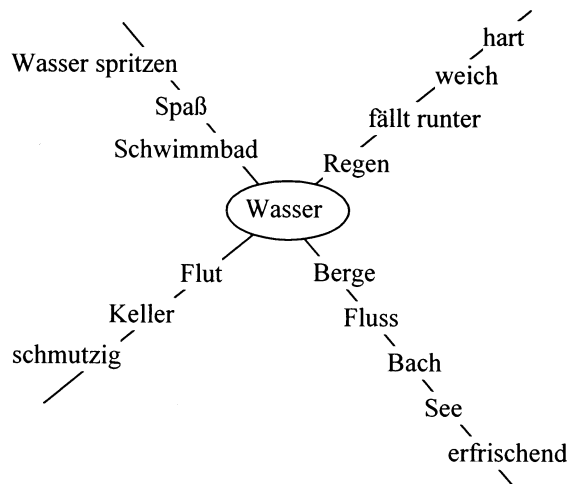 hart
Wasser spritzen
weich
Spaß
fällt runter
Schwimmbad
Regen
Wasser
Flut
Berge
Keller
Fluss
schmutzig
Bach
See
erfrischend